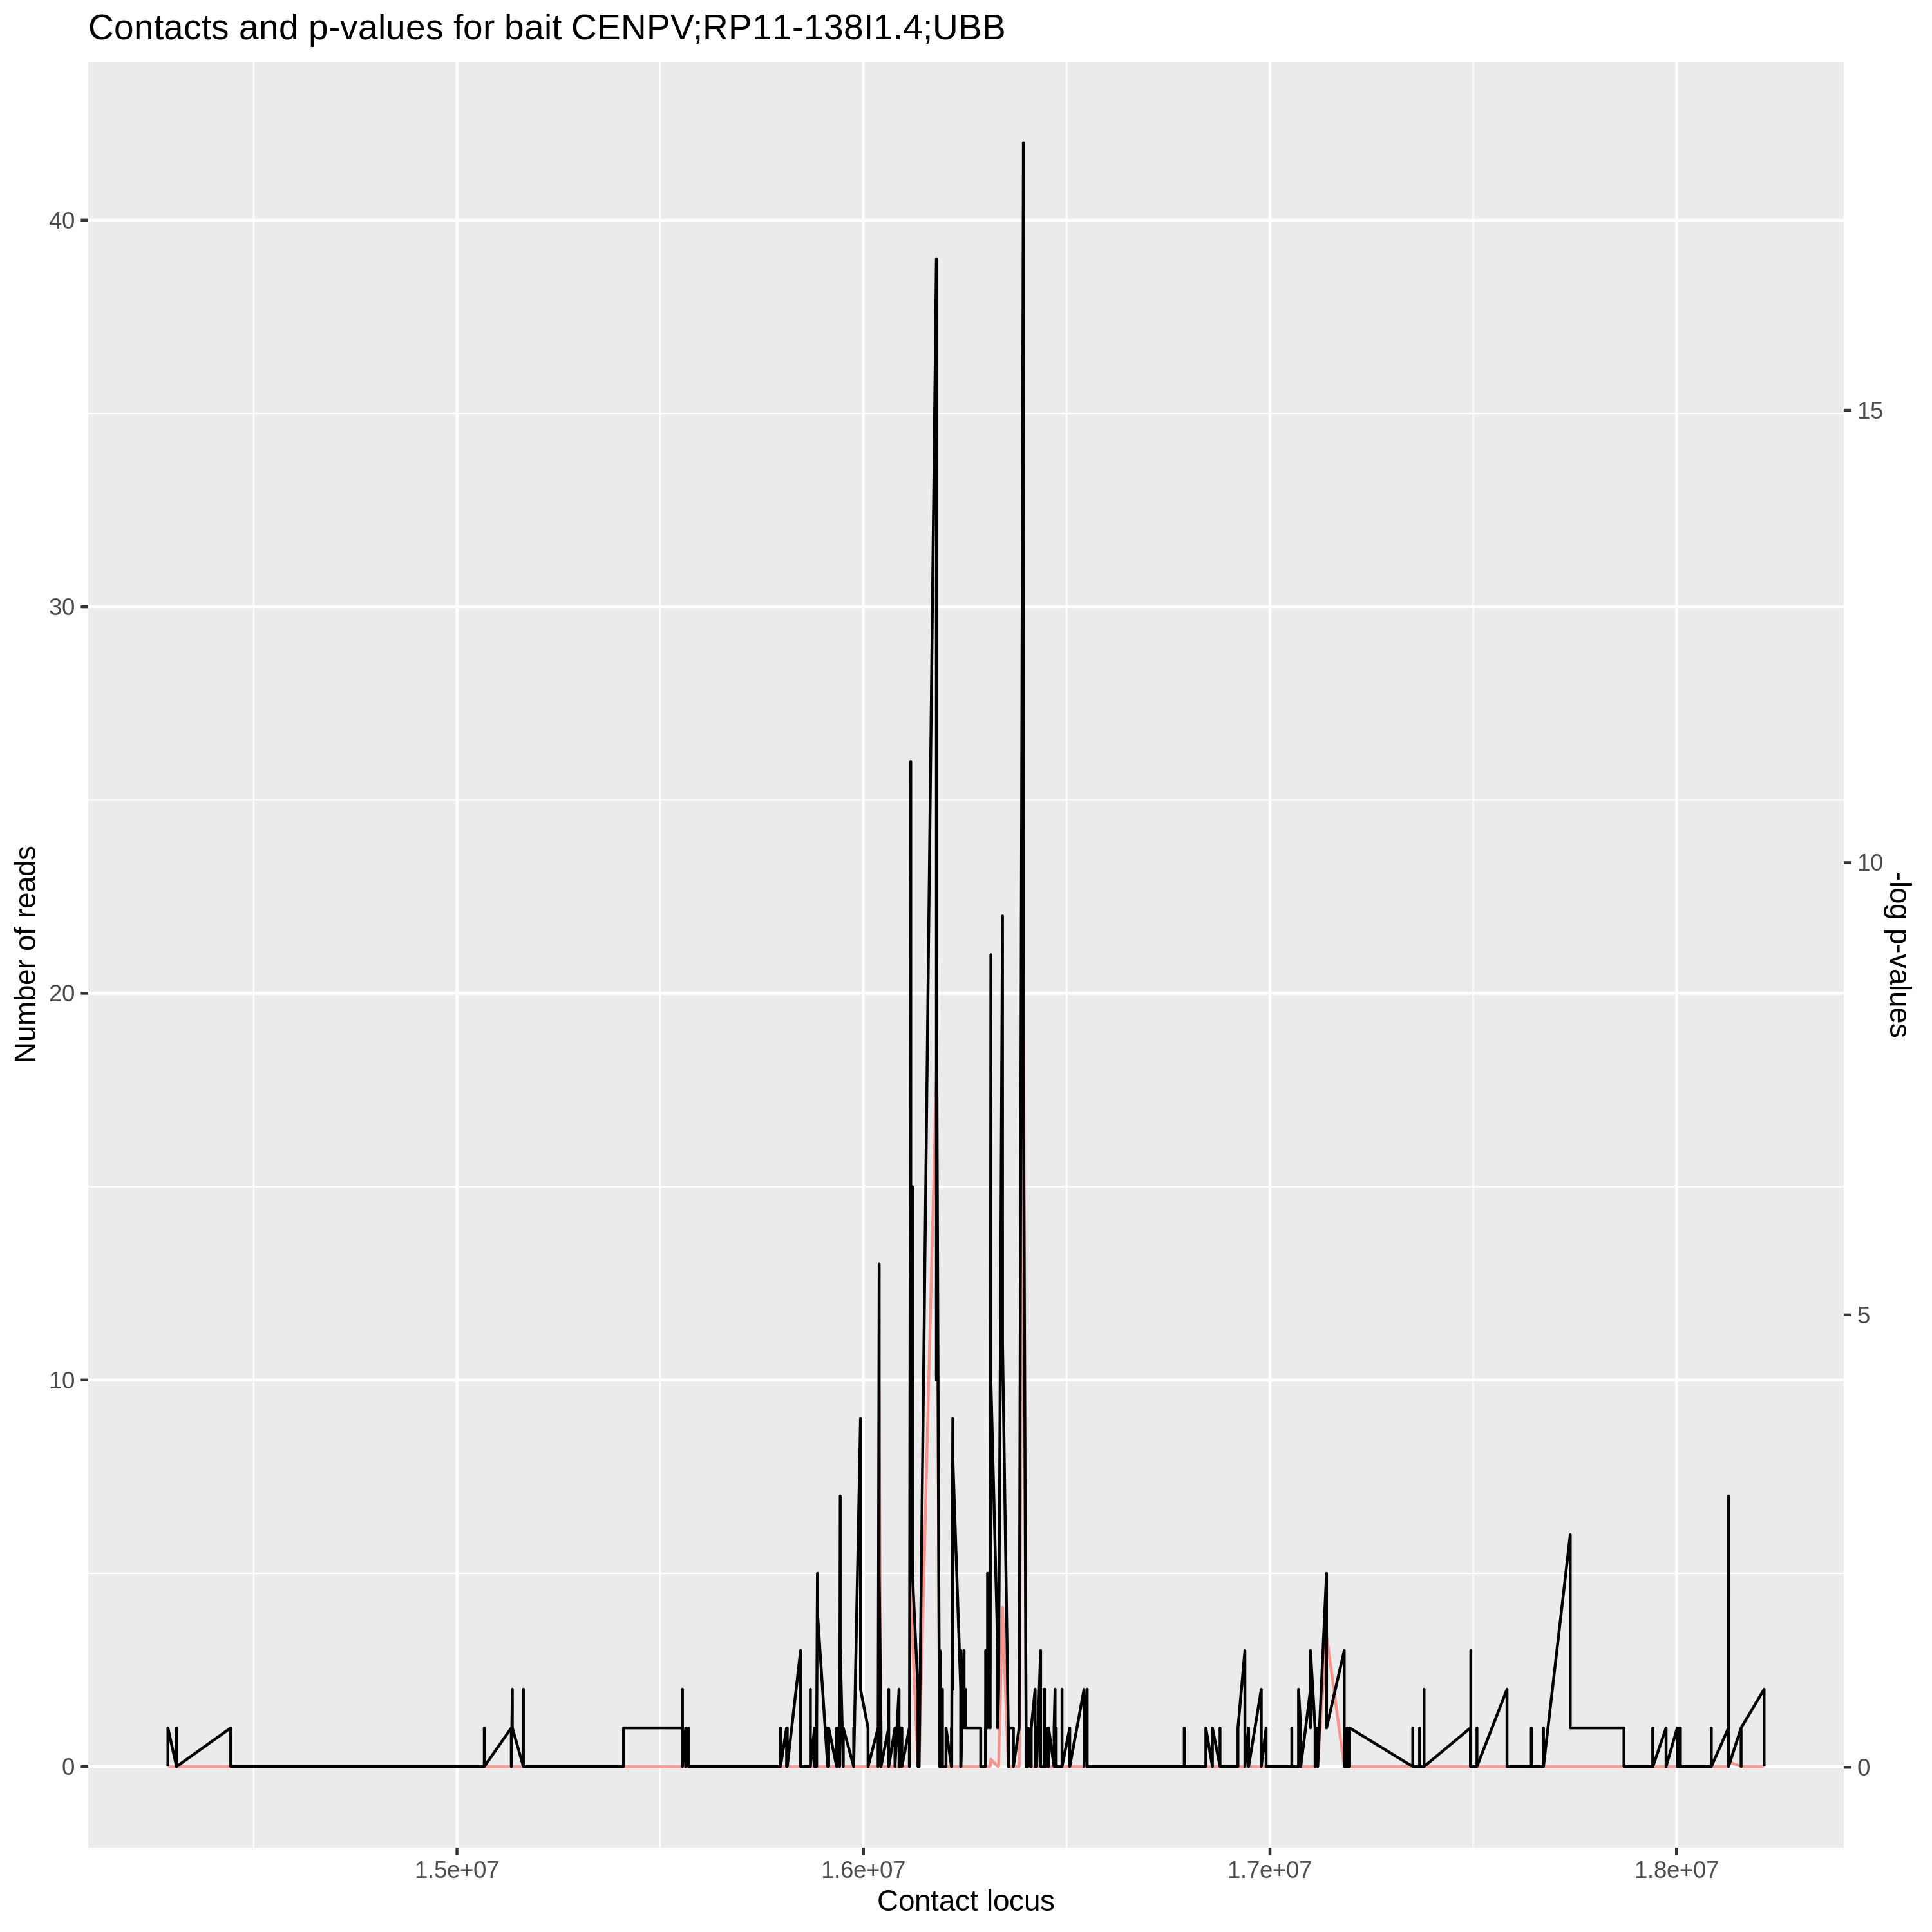 Contacts and p-values for bait CENPV;RP11-138I1.4;UBB
Number of reads
40
30
20
10
0
15
10
5
0
-log p-values
1.5e+07
1.6e+07
1.7e+07
1.8e+07
Contact locus